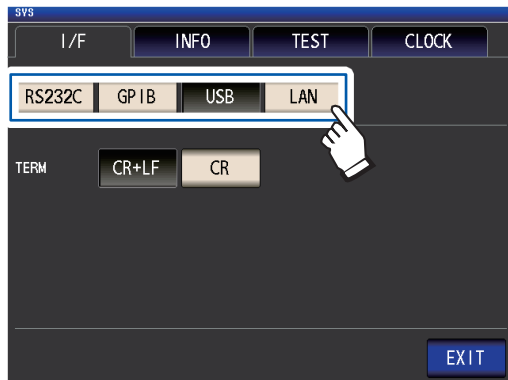 SYS
I/F INFO TEST CLOCK
RS232C GPIB USB LAN
TERM CR+LF CR
EXIT